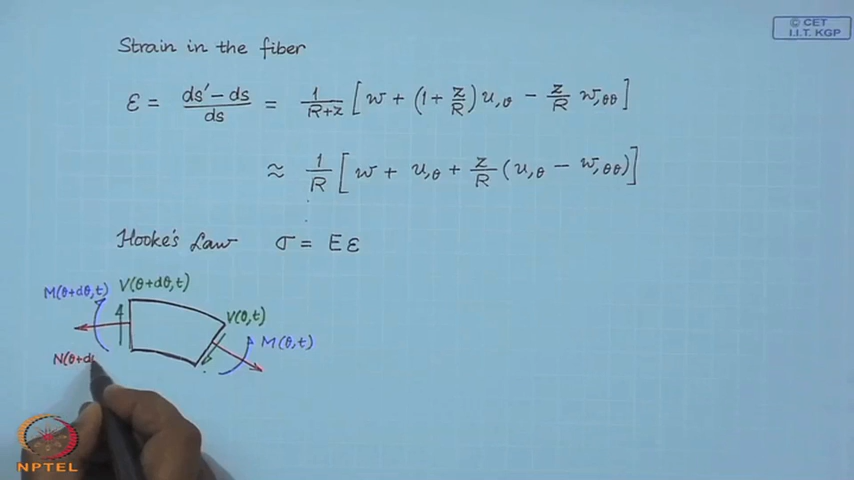 © CET
I.I.T. KGP
Strain in the fiber
ε = (ds′ − ds)/ds = 1/(R+z) [w + (1 + z/R) u,θ − z/R w,θθ]
≈ 1/R [w + u,θ + z/R (u,θ − w,θθ)]
Hooke's Law σ = Eε
V(θ+dθ,t)
M(θ+dθ,t)
V(θ,t)
M(θ,t)
N(θ+d
NPTEL